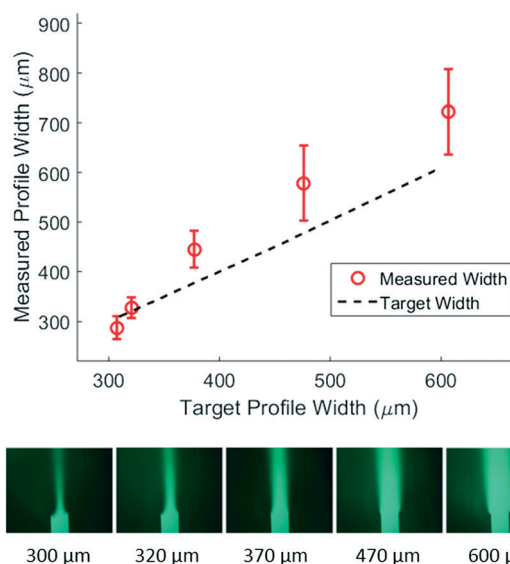 900
800
700
600
500
400
300
Measured Profile Width (μm)
300
400
500
600
Target Profile Width (μm)
Measured Width
Target Width
300 μm
320 μm
370 μm
470 μm
600 μ